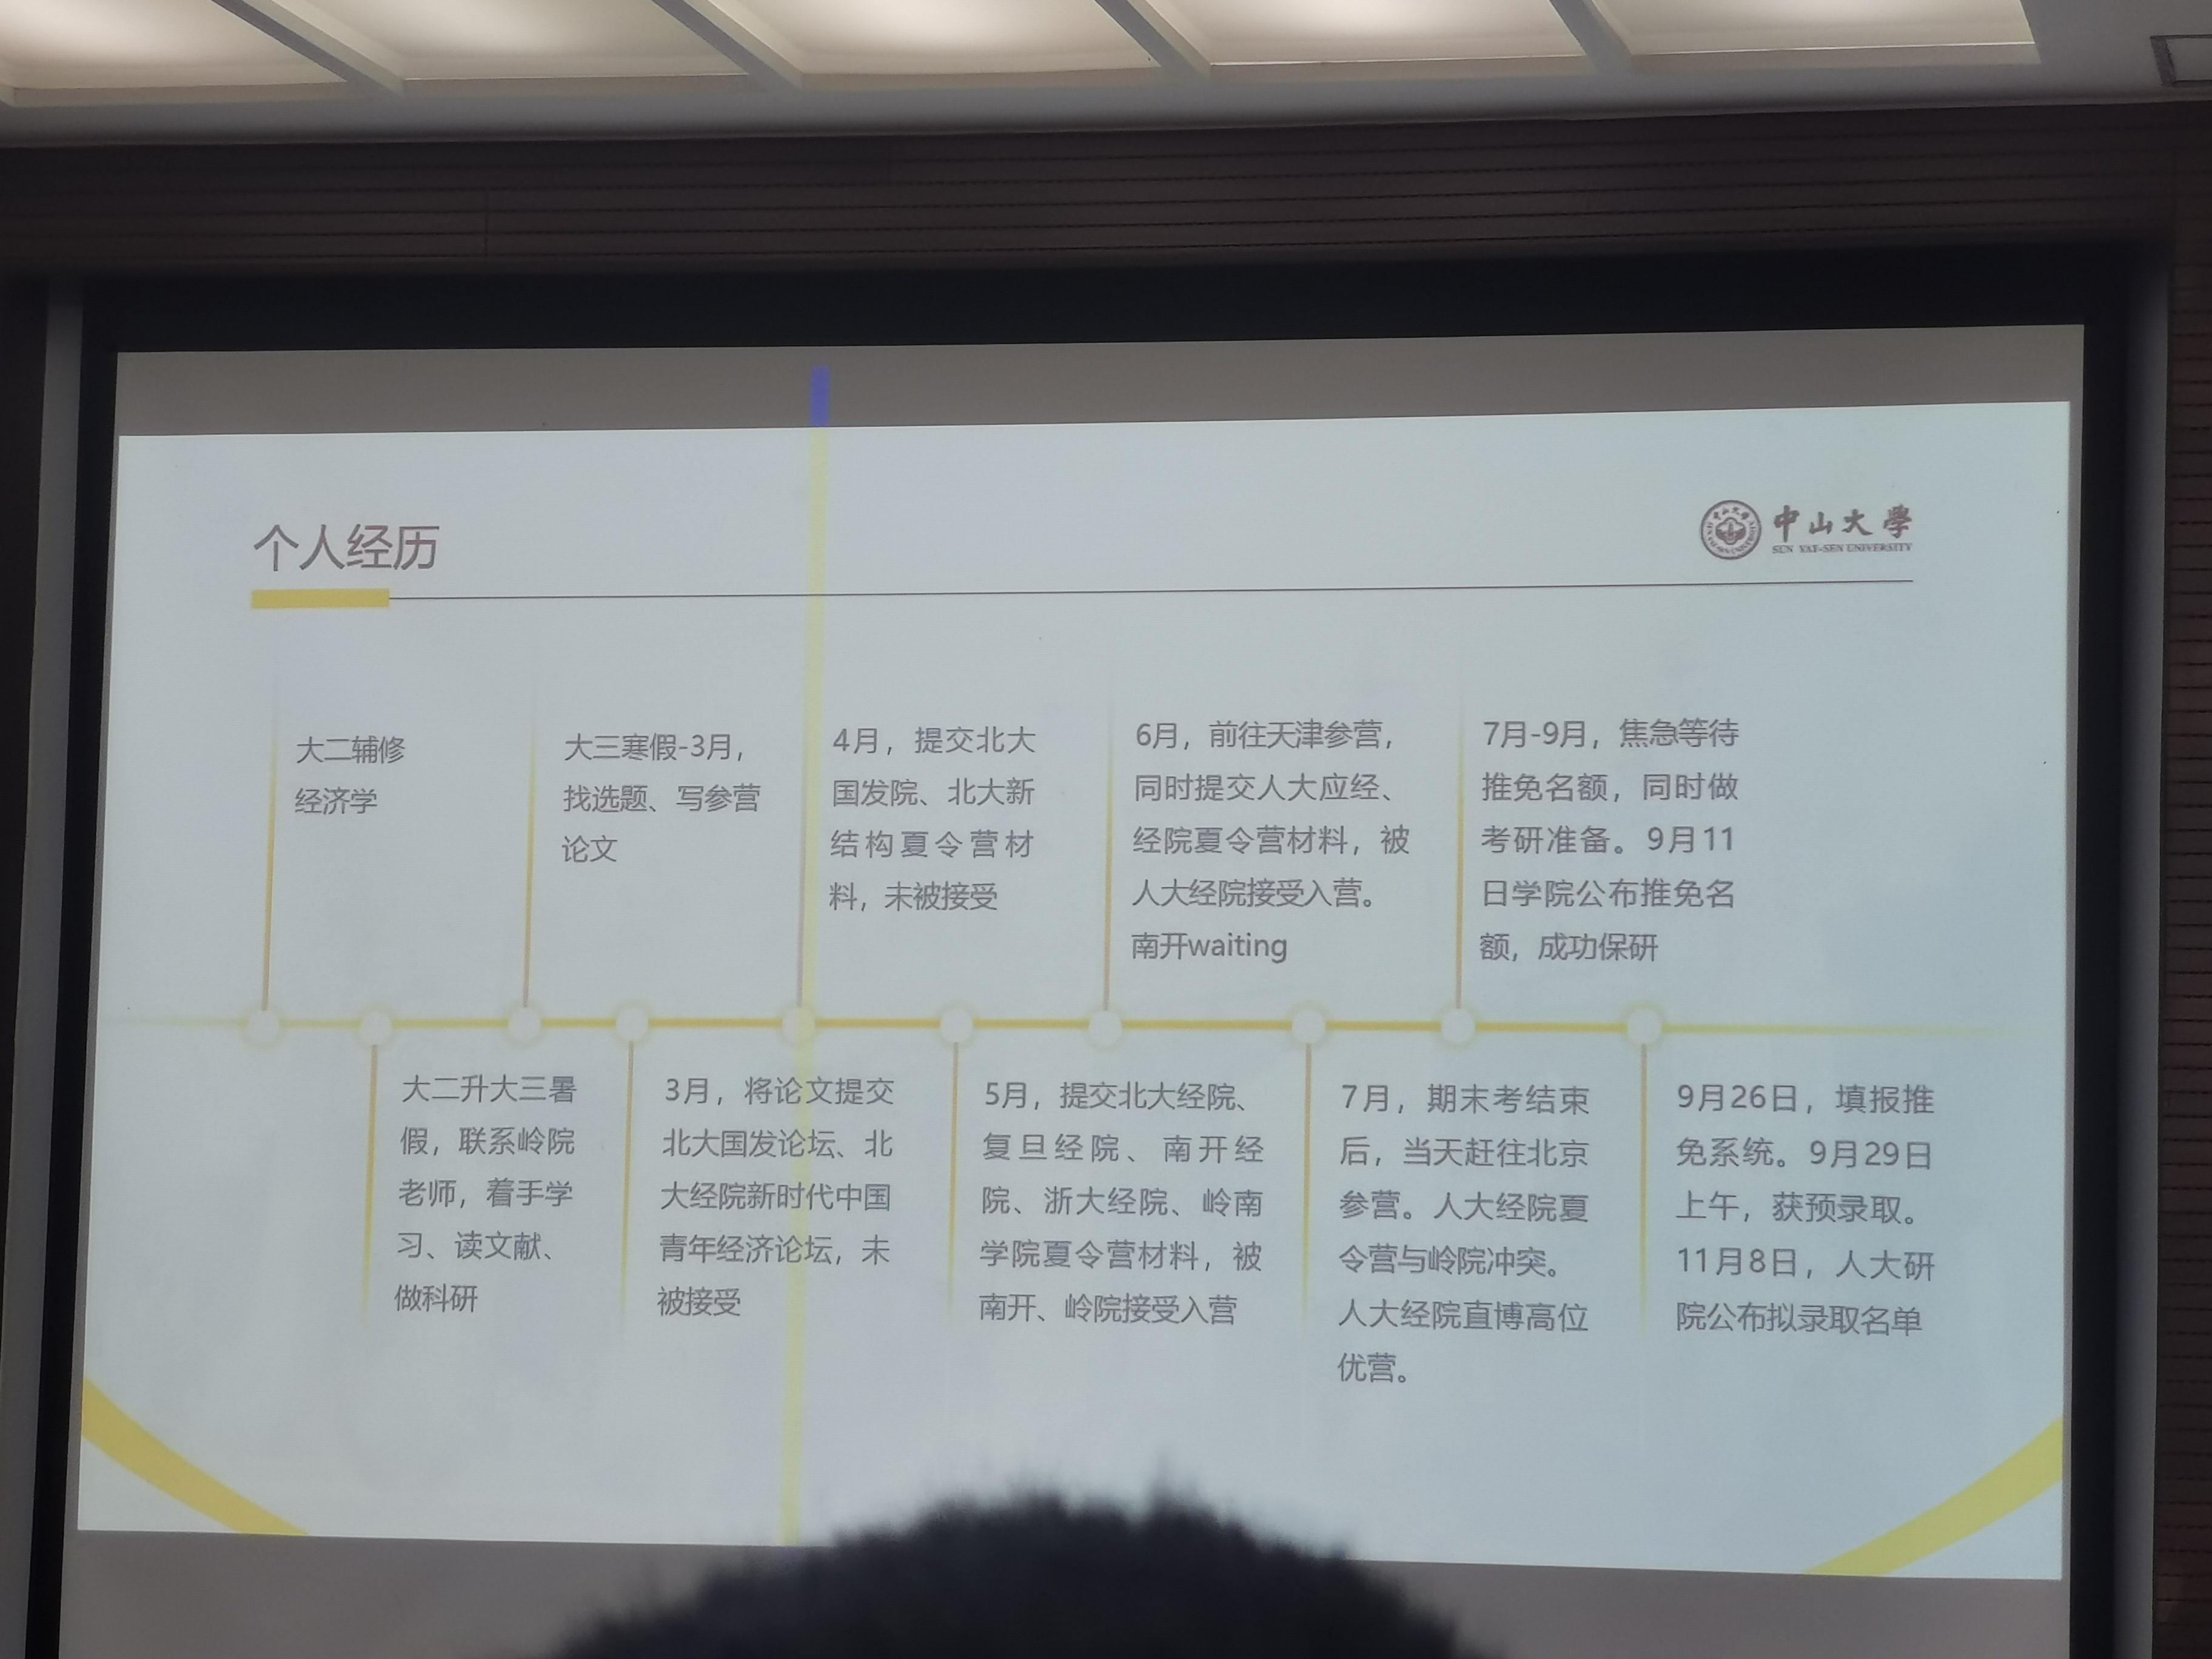 个人经历
中山大學
SUN YAT-SEN UNIVERSITY
大二辅修
经济学
大二升大三暑
假，联系岭院
老师，着手学
习、读文献、
做科研
大三寒假-3月，
找选题、写参营
论文
3月，将论文提交
北大国发论坛、北
大经院新时代中国
青年经济论坛，未
被接受
4月，提交北大
国发院、北大新
结构夏令营材
料，未被接受
5月，提交北大经院、
复旦经院、南开经
院、浙大经院、岭南
学院夏令营材料，被
南开、岭院接受入营
6月，前往天津参营，
同时提交人大应经、
经院夏令营材料，被
人大经院接受入营。
南开waiting
7月，期末考结束
后，当天赶往北京
参营。人大经院夏
令营与岭院冲突。
人大经院直博高位
优营。
7月-9月，焦急等待
推免名额，同时做
考研准备。9月11
日学院公布推免名
额，成功保研
9月26日，填报推
免系统。9月29日
上午，获预录取。
11月8日，人大研
院公布拟录取名单